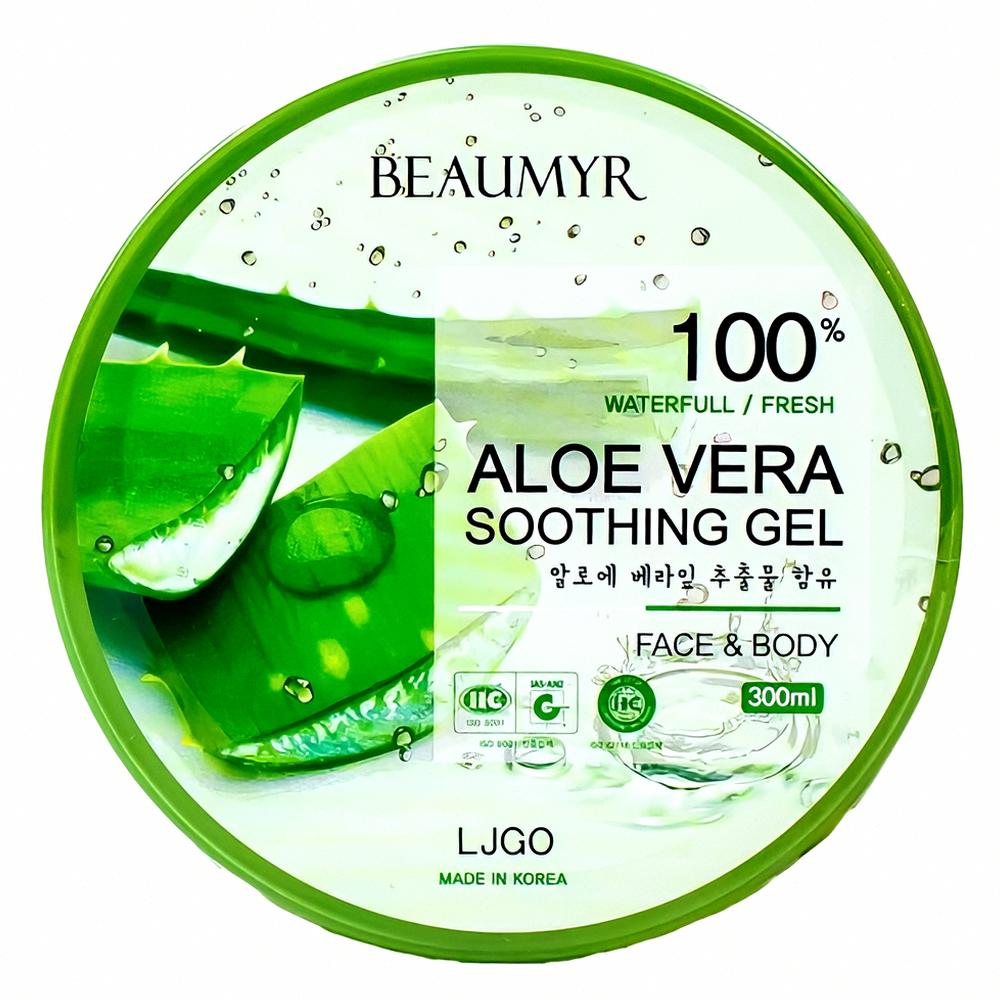 BEAUMYR
100%
WATERFULL / FRESH
ALOE VERA
SOOTHING GEL
알로에 베라잎 추출물 함유
FACE & BODY
300ml
LJGO
MADE IN KOREA